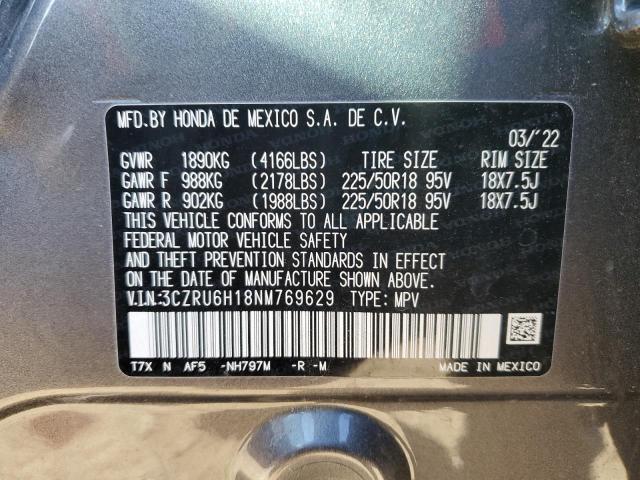 MFD.BY HONDA DE MEXICO S.A. DE C.V.
03/'22
GVWR 1890KG (4166LBS) TIRE SIZE RIM SIZE
GAWR F 988KG (2178LBS) 225/50R18 95V 18X7.5J
GAWR R 902KG (1988LBS) 225/50R18 95V 18X7.5J
THIS VEHICLE CONFORMS TO ALL APPLICABLE
FEDERAL MOTOR VEHICLE SAFETY
AND THEFT PREVENTION STANDARDS IN EFFECT
ON THE DATE OF MANUFACTURE SHOWN ABOVE.
V.I.N:3CZRU6H18NM769629 TYPE: MPV
T7X N AF5 -NH797M -R -M MADE IN MEXICO